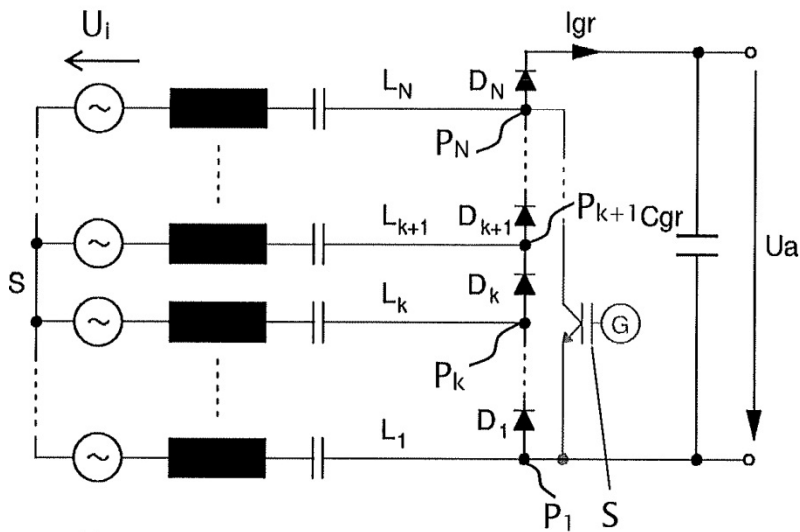 Ui
Igr
LN
DN
PN
Lk+1
Dk+1
Pk+1
Cgr
Ua
S
Lk
Dk
G
Pk
L1
D1
P1
S